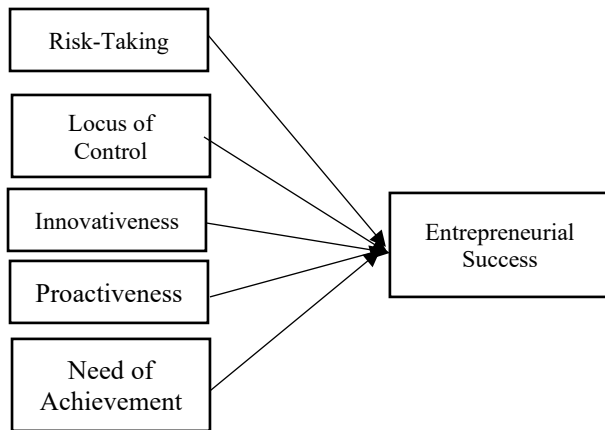 Risk-Taking
Locus of
Control
Innovativeness
Proactiveness
Need of
Achievement
Entrepreneurial
Success